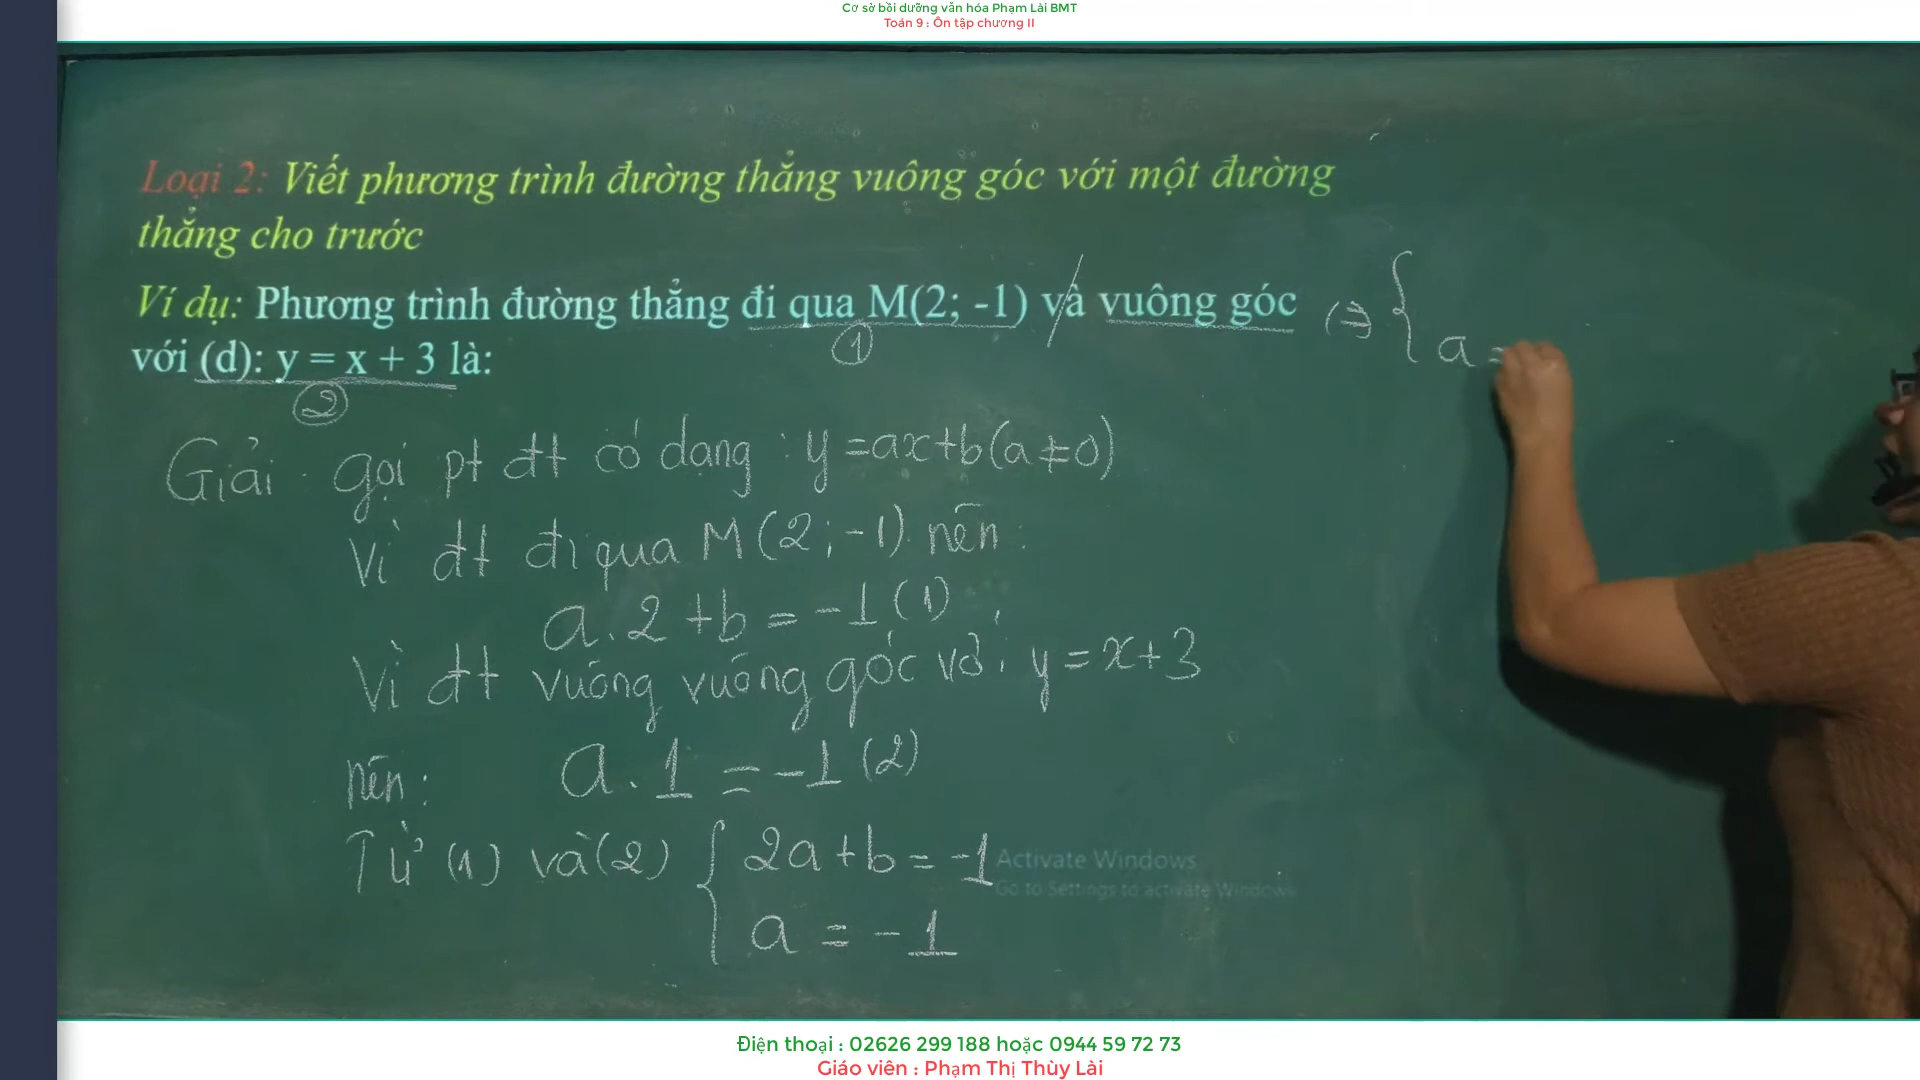 Cơ sở bồi dưỡng văn hóa Phạm Lài BMT
Toán 9 : Ôn tập chương II
Loại 2: Viết phương trình đường thẳng vuông góc với một đường
thẳng cho trước
Ví dụ: Phương trình đường thẳng đi qua M(2; -1) và vuông góc
với (d): y = x + 3 là:
1
2
(=) { a =
Giải. gọi pt đt có dạng : y = ax+b (a ≠ 0)
Vì đt đi qua M (2 ; -1) nên :
a. 2 + b = -1 (1)
Vì đt vuông vuông góc với y = x+3
nên : a . 1 = -1 (2)
Từ (1) và (2) { 2a + b = -1
a = -1
Activate Windows
Go to Settings to activate Windows.
Điện thoại : 02626 299 188 hoặc 0944 59 72 73
Giáo viên : Phạm Thị Thùy Lài